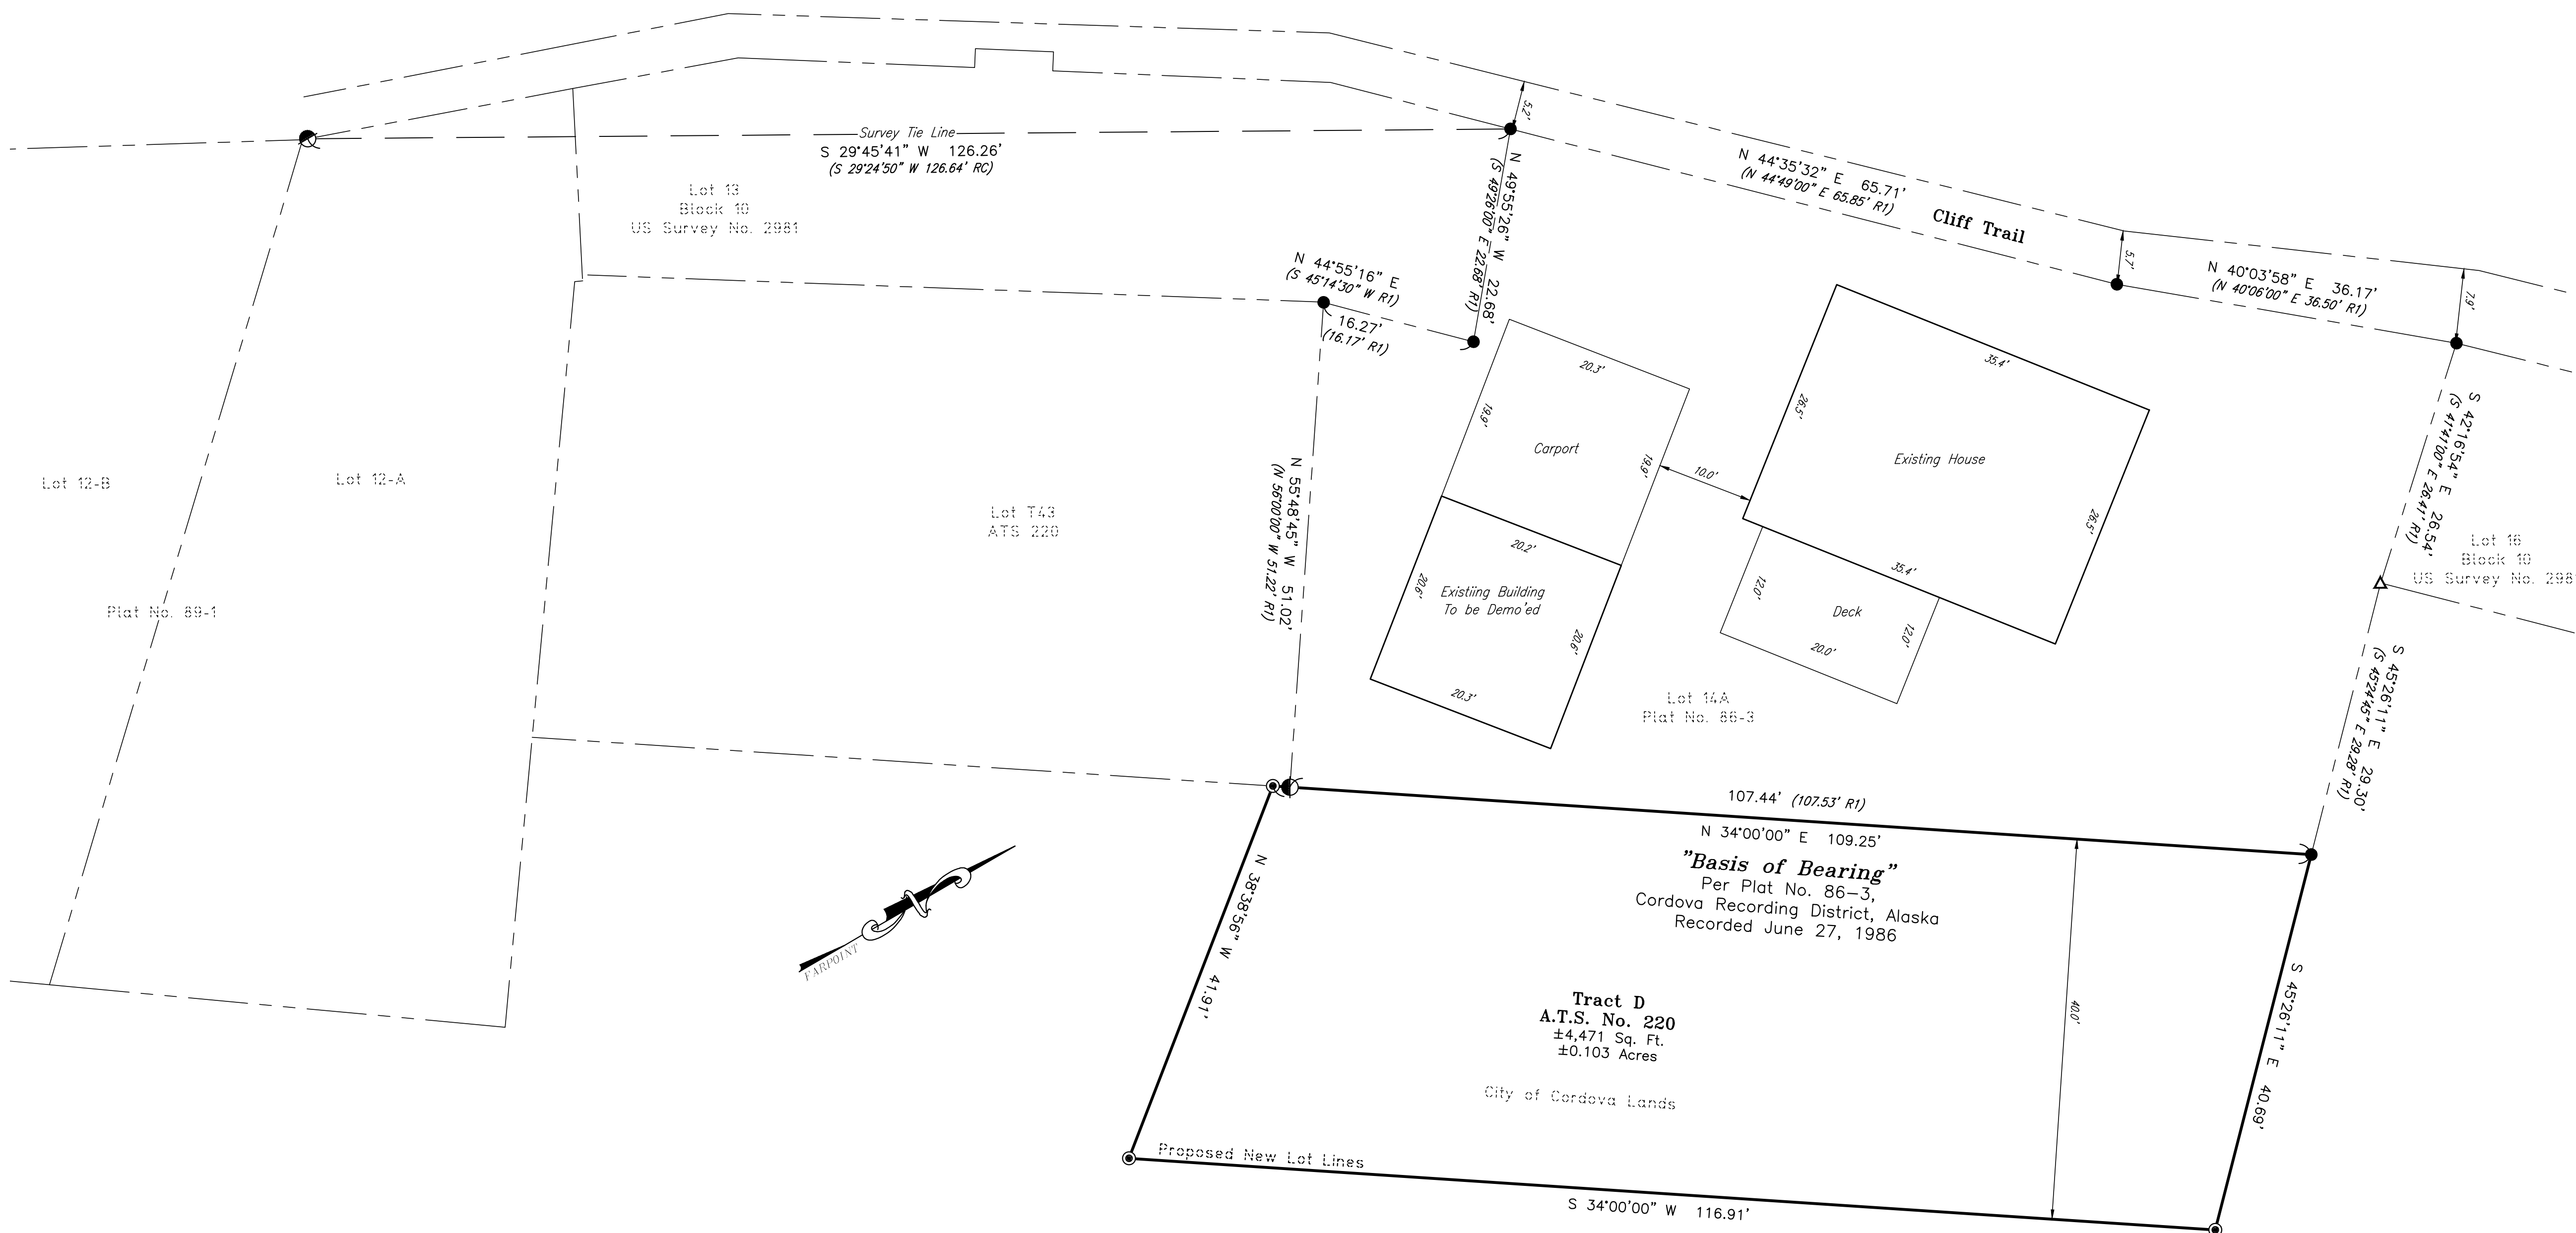 5.2'
Survey Tie Line
S 29°45'41" W 126.26'
(S 29°24'50" W 126.64' RC)
N 44°35'32" E 65.71'
(N 44°49'00" E 65.85' R1)
Cliff Trail
5.7'
N 40°03'58" E 36.17'
(N 40°06'00" E 36.50' R1)
7.9'
Lot 13
Block 10
US Survey No. 2981
N 49°55'26" W 22.68'
(S 49°26'00" E 22.68' R1)
N 44°55'16" E
(S 45°14'30" W R1)
16.27'
(16.17' R1)
20.3'
19.9'
Carport
19.9'
10.0'
35.4'
26.5'
Existing House
26.5'
35.4'
S 42°16'54" E 26.54'
(S 41°41'00" E 26.41' R1)
Lot 16
Block 10
US Survey No. 298
Lot 12-B
Lot 12-A
Plat No. 89-1
Lot T43
ATS 220
N 55°48'45" W 51.02'
(N 56°00'00" W 51.22' R1)
20.2'
20.6'
Existiing Building
To be Demo'ed
20.6'
20.3'
12.0'
Deck
12.0'
20.0'
Lot 14A
Plat No. 86-3
S 45°26'11" E 29.30'
(S 45°24'45" E 29.28' R1)
107.44' (107.53' R1)
N 34°00'00" E 109.25'
"Basis of Bearing"
Per Plat No. 86-3,
Cordova Recording District, Alaska
Recorded June 27, 1986
N
FARPOINT
N 38°38'56" W 41.91'
Tract D
A.T.S. No. 220
±4,471 Sq. Ft.
±0.103 Acres
40.0'
S 45°26'11" E 40.69'
City of Cordova Lands
Proposed New Lot Lines
S 34°00'00" W 116.91'